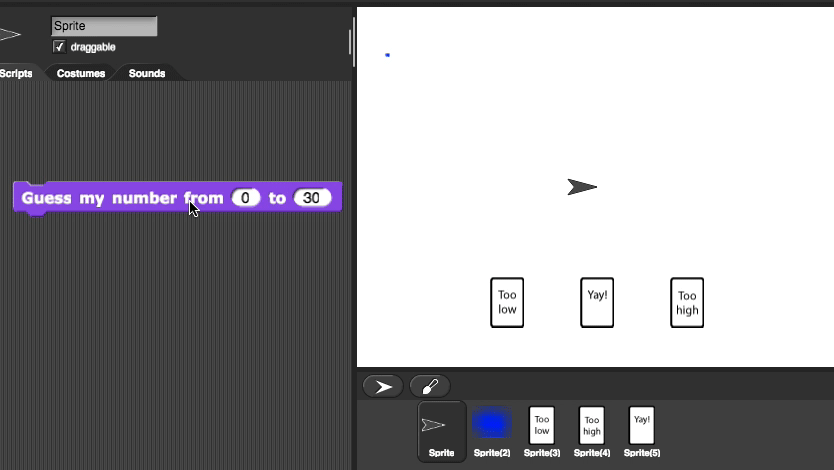 Sprite
draggable
Scripts Costumes Sounds
Guess my number from 0 to 30
Too
low
Yay!
Too
high
Too
low
Too
high
Yay!
Sprite Sprite(2) Sprite(3) Sprite(4) Sprite(5)